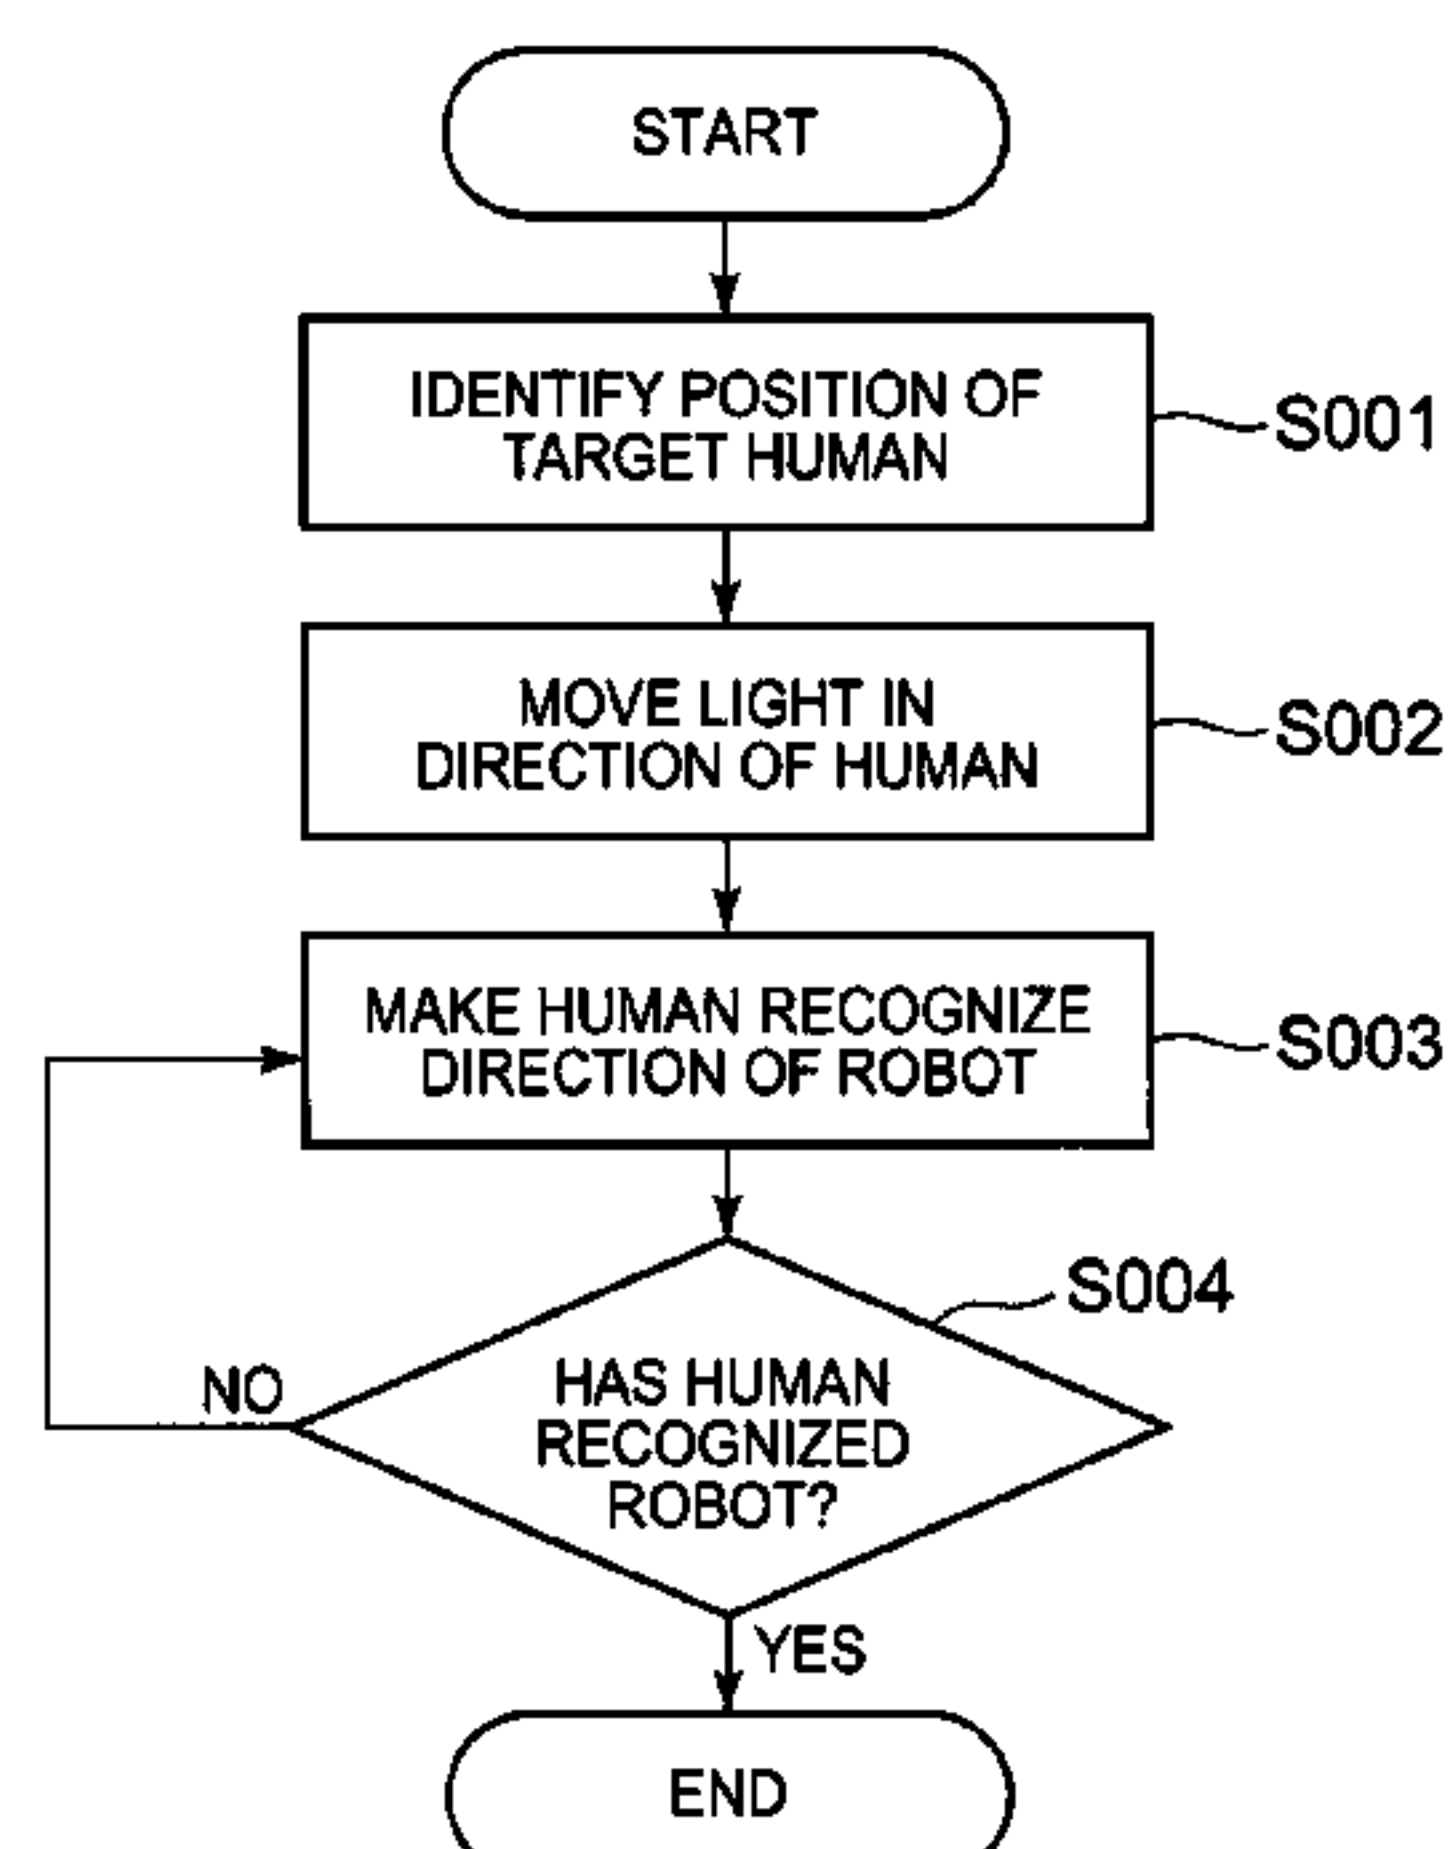 START
IDENTIFY POSITION OF
TARGET HUMAN
S001
MOVE LIGHT IN
DIRECTION OF HUMAN
S002
MAKE HUMAN RECOGNIZE
DIRECTION OF ROBOT
S003
S004
HAS HUMAN
RECOGNIZED
ROBOT?
NO
YES
END